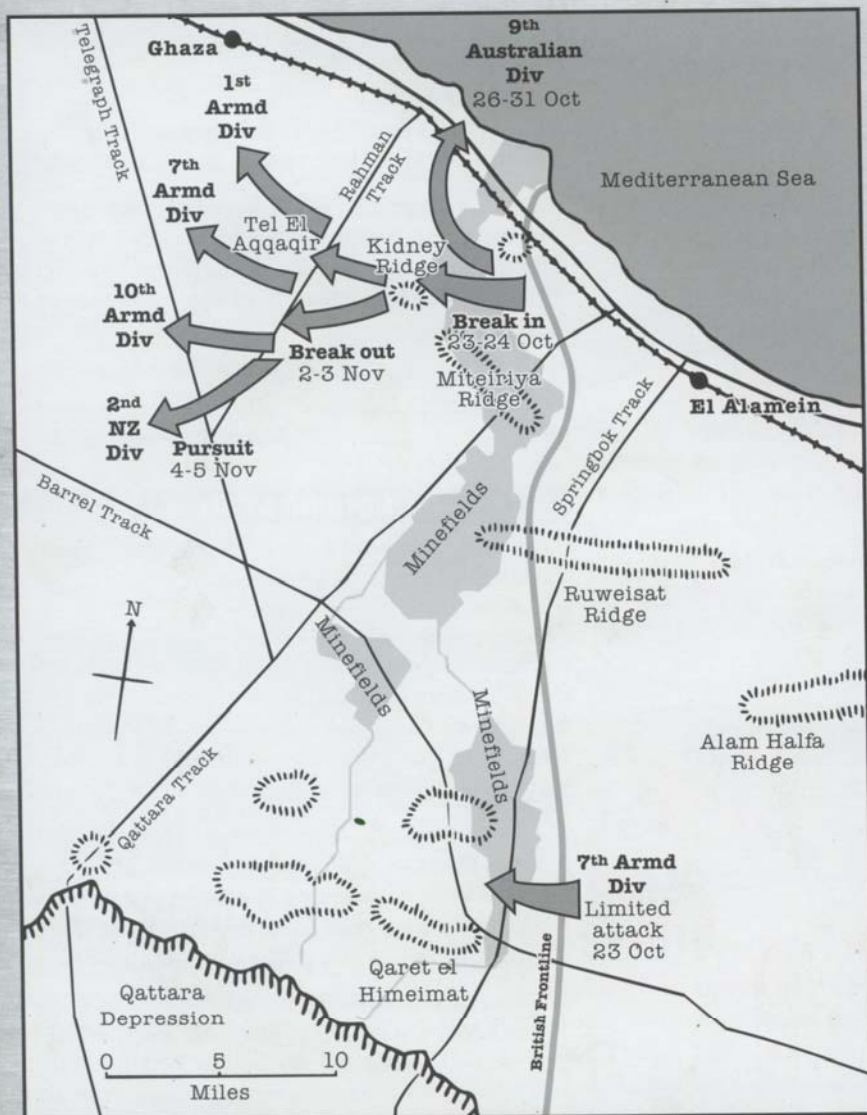 9th
Australian
Div
26-31 Oct
Ghaza
Telegraph Track
1st
Armd
Div
7th
Armd
Div
Rahman
Track
Mediterranean Sea
Tel El
Aqqaqir
Kidney
Ridge
10th
Armd
Div
Break in
23-24 Oct
Break out
2-3 Nov
Miteiriya
Ridge
El Alamein
2nd
NZ
Div
Pursuit
4-5 Nov
Springbok Track
Barrel Track
Minefields
Ruweisat
Ridge
N
Minefields
Minefields
Alam Halfa
Ridge
Qattara Track
7th Armd
Div
Limited
attack
23 Oct
Qaret el
Himeimat
British Frontline
Qattara
Depression
0 5 10
Miles